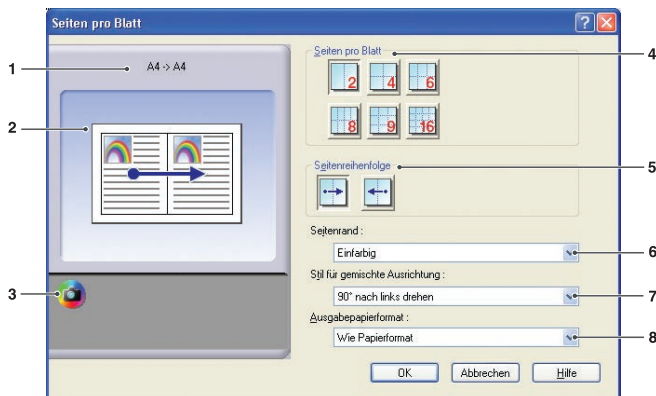 Seiten pro Blatt
?
X
1
A4 -> A4
2
3
Seiten pro Blatt
4
2
4
6
8
9
16
Seitenreihenfolge
5
Seitenrand :
Einfarbig
6
Stil für gemischte Ausrichtung :
90° nach links drehen
7
Ausgabepapierformat :
Wie Papierformat
8
OK
Abbrechen
Hilfe